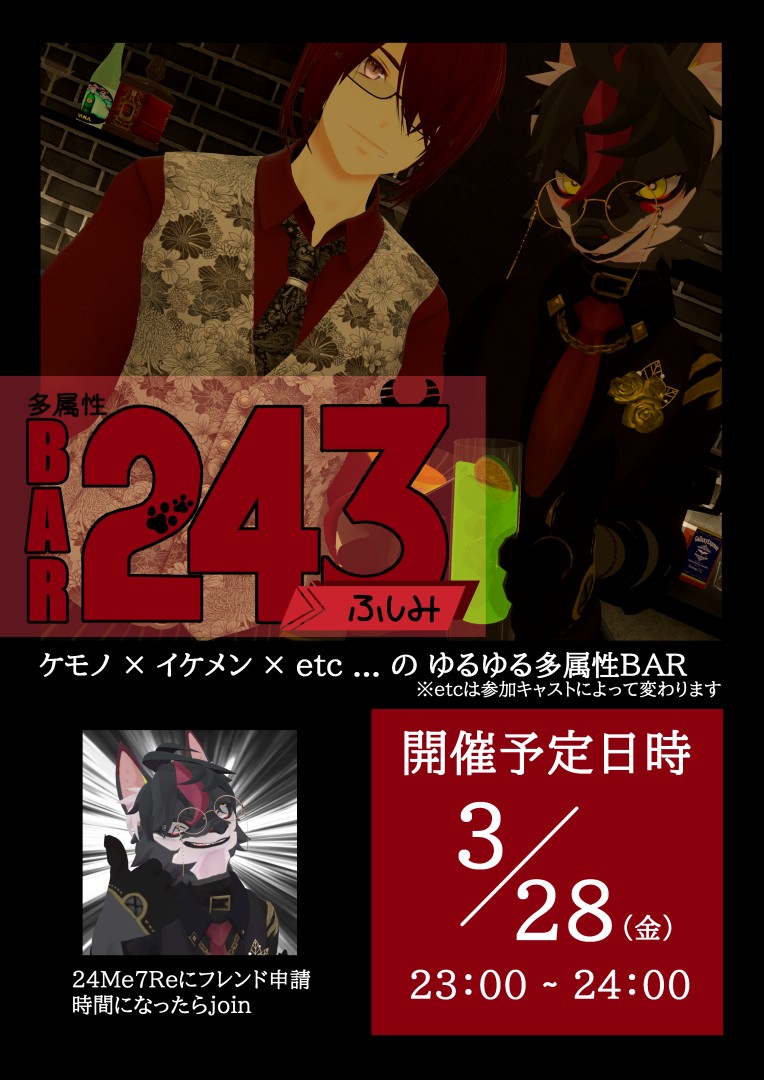 多属性
BAR
243
ふしみ
ケモノ × イケメン × etc ... の ゆるゆる多属性BAR
※etcは参加キャストによって変わります
開催予定日時
3/28(金)
23:00 ~ 24:00
24Me7Reにフレンド申請
時間になったらjoin